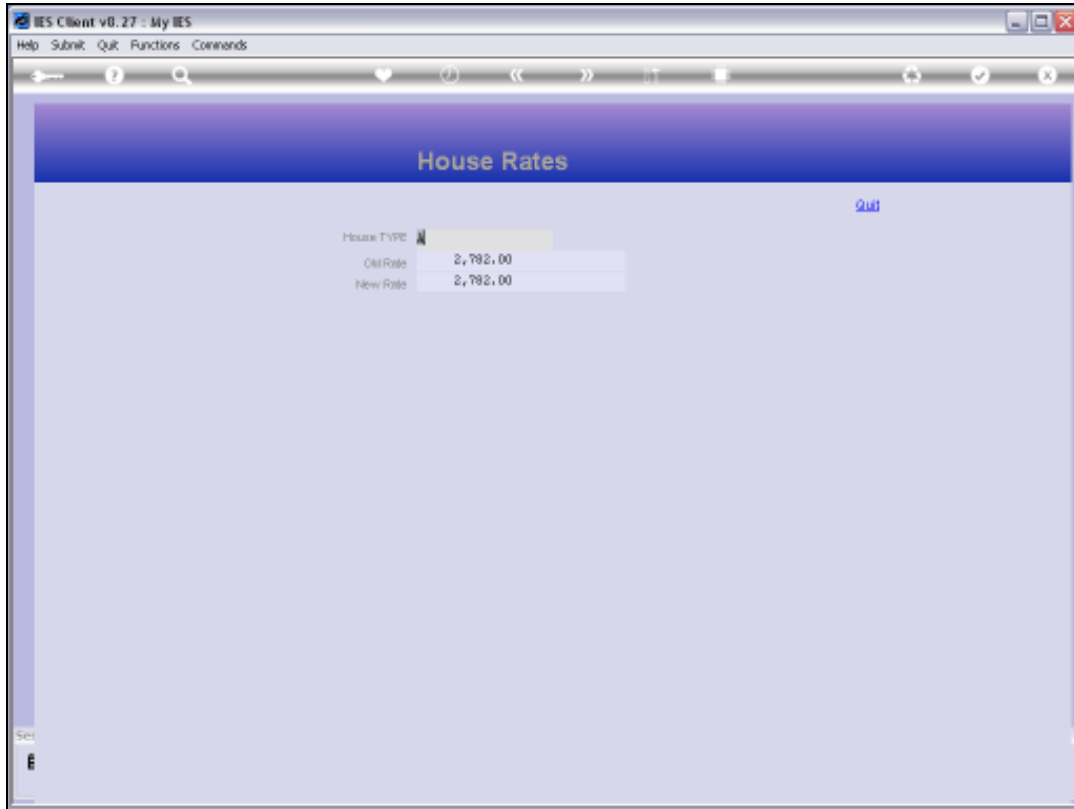 IES Client v8.27 : My IES
Help Submit Quit Functions Commands
House Rates
Quit
House TYPE
Old Rate 2,782.00
New Rate 2,782.00